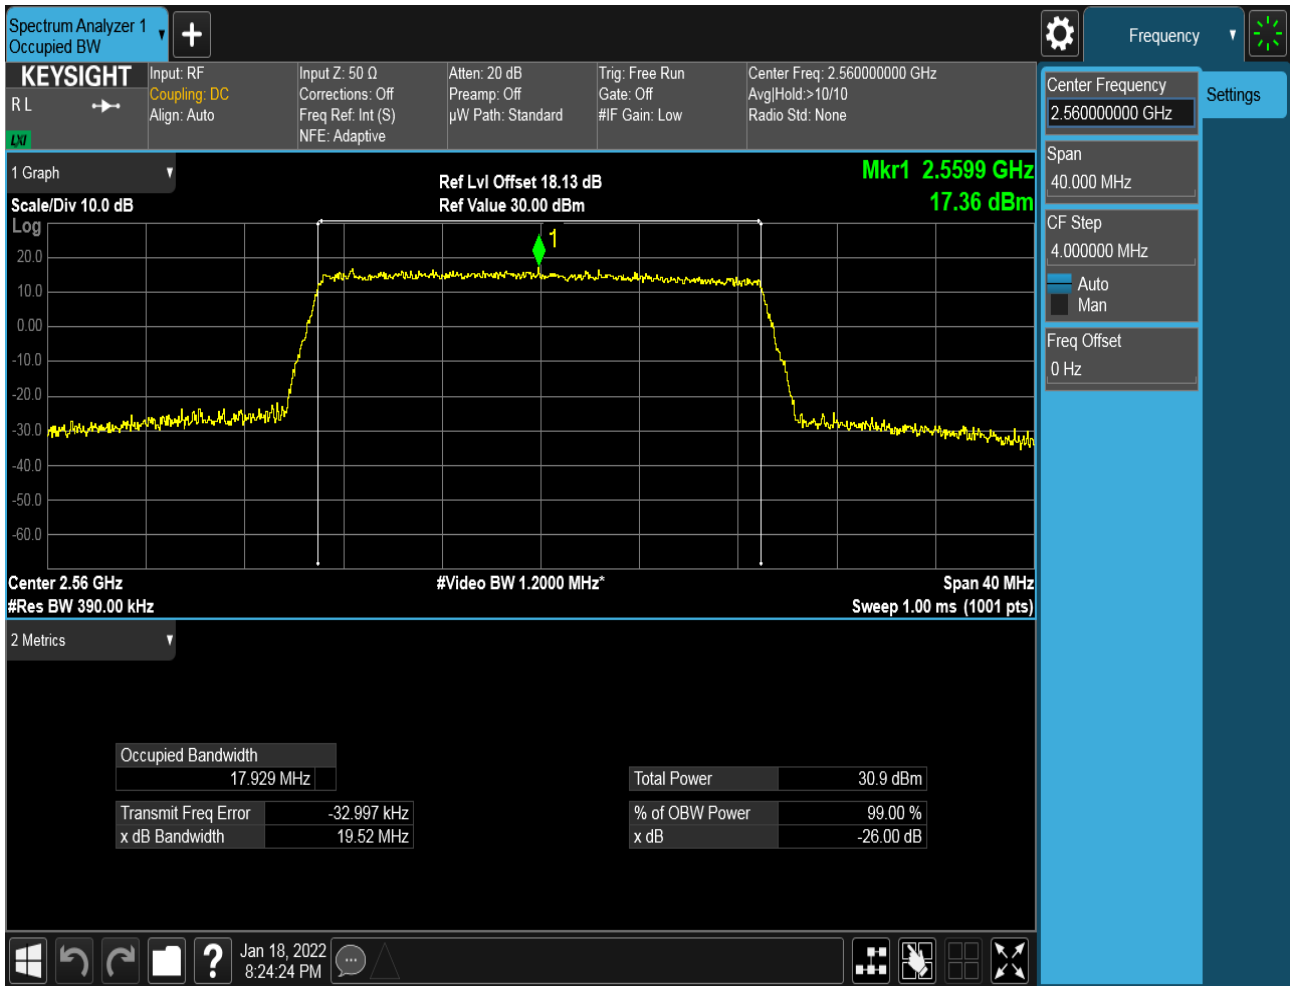 Spectrum Analyzer 1
Occupied BW
+
Frequency
KEYSIGHT
R L
LXI
Input: RF
Coupling: DC
Align: Auto
Input Z: 50 Ω
Corrections: Off
Freq Ref: Int (S)
NFE: Adaptive
Atten: 20 dB
Preamp: Off
µW Path: Standard
Trig: Free Run
Gate: Off
#IF Gain: Low
Center Freq: 2.560000000 GHz
Avg|Hold:>10/10
Radio Std: None
Center Frequency
2.560000000 GHz
Settings
Span
40.000 MHz
CF Step
4.000000 MHz
Auto
Man
Freq Offset
0 Hz
1 Graph
Ref Lvl Offset 18.13 dB
Mkr1 2.5599 GHz
Scale/Div 10.0 dB
Ref Value 30.00 dBm
17.36 dBm
Log
1
20.0
10.0
0.00
-10.0
-20.0
-30.0
-40.0
-50.0
-60.0
Center 2.56 GHz
#Video BW 1.2000 MHz*
Span 40 MHz
#Res BW 390.00 kHz
Sweep 1.00 ms (1001 pts)
2 Metrics
Occupied Bandwidth
17.929 MHz
Transmit Freq Error -32.997 kHz
x dB Bandwidth 19.52 MHz
Total Power 30.9 dBm
% of OBW Power 99.00 %
x dB -26.00 dB
?
Jan 18, 2022
8:24:24 PM